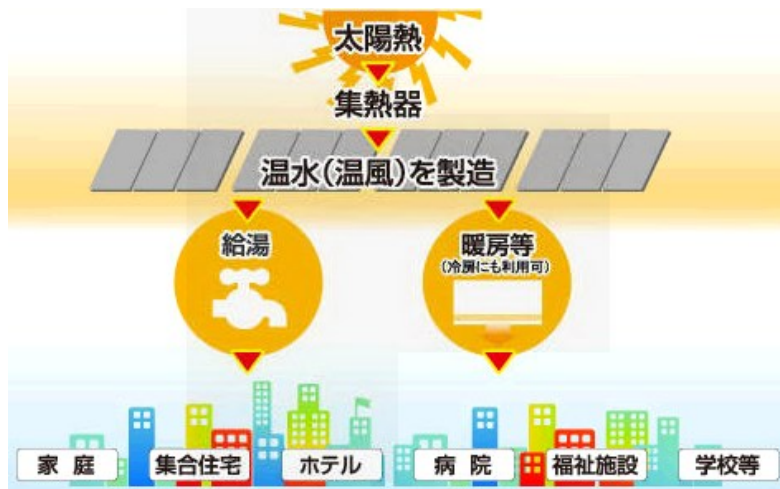 太陽熱
集熱器
温水(温風)を製造
給湯
暖房等
(冷房にも利用可)
家庭
集合住宅
ホテル
病院
福祉施設
学校等